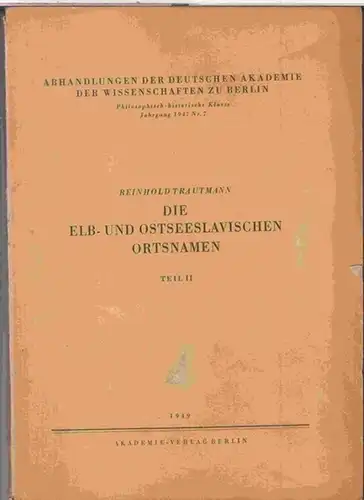 ABHANDLUNGEN DER DEUTSCHEN AKADEMIE
DER WISSENSCHAFTEN ZU BERLIN
Philosophisch-historische Klasse
Jahrgang 1947 Nr. 7
REINHOLD TRAUTMANN
DIE
ELB- UND OSTSEESLAVISCHEN
ORTSNAMEN
TEIL II
1949
AKADEMIE-VERLAG BERLIN